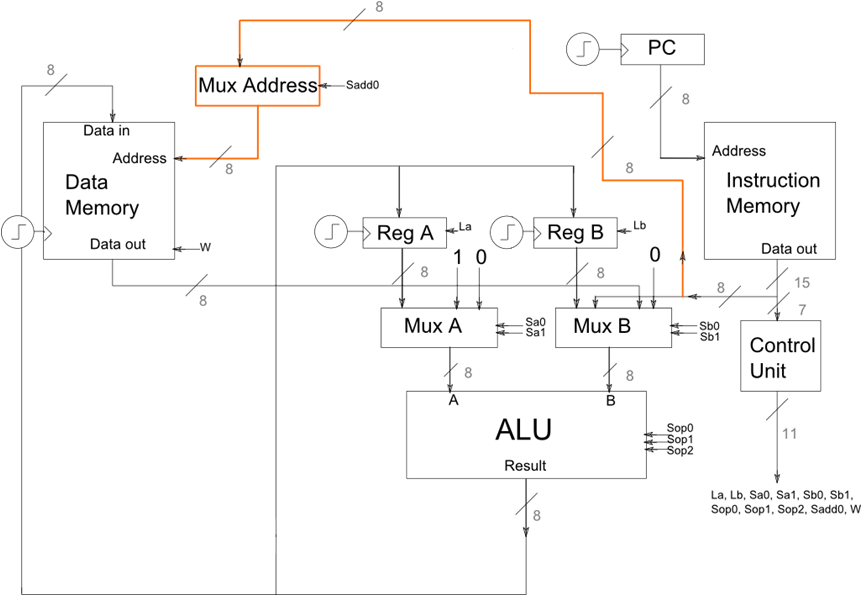 8
PC
8
Mux Address
Sadd0
8
8
Data in
Address
Data
Memory
Data out
W
8
8
Address
Instruction
Memory
Data out
Reg A
La
Reg B
Lb
8
1 0
8
0
8
15
7
Mux A
Sa0
Sa1
Mux B
Sb0
Sb1
Control
Unit
8
8
A
B
ALU
Sop0
Sop1
Sop2
Result
11
8
La, Lb, Sa0, Sa1, Sb0, Sb1,
Sop0, Sop1, Sop2, Sadd0, W
8